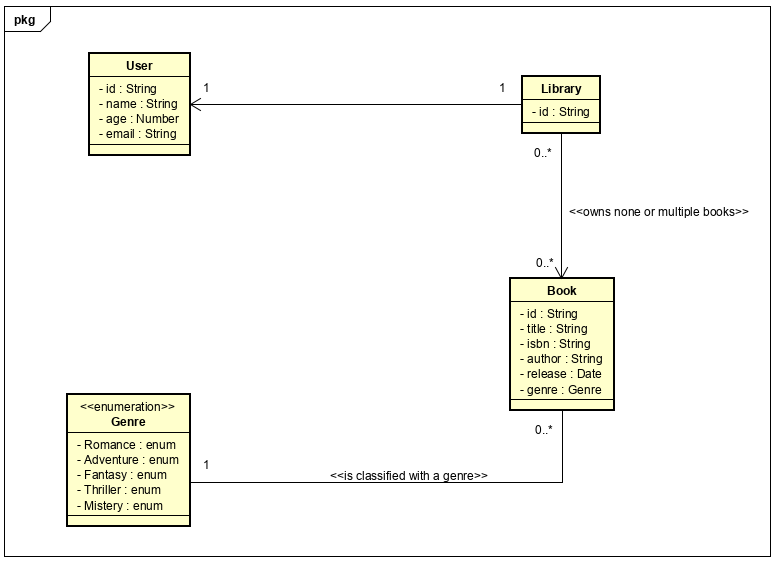 pkg
User
- id : String
- name : String
- age : Number
- email : String
1
1
Library
- id : String
0..*
<<owns none or multiple books>>
0..*
Book
- id : String
- title : String
- isbn : String
- author : String
- release : Date
- genre : Genre
0..*
<<enumeration>>
Genre
- Romance : enum
- Adventure : enum
- Fantasy : enum
- Thriller : enum
- Mistery : enum
1
<<is classified with a genre>>